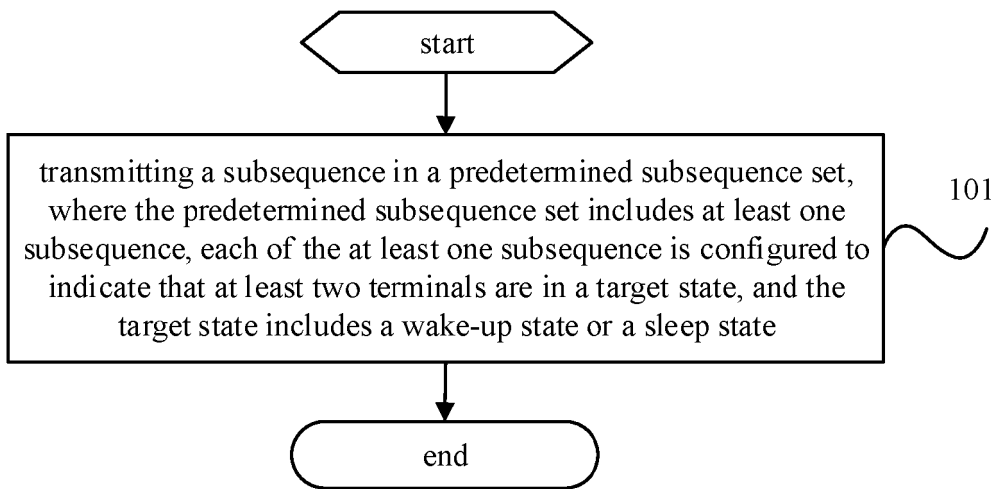 start
transmitting a subsequence in a predetermined subsequence set,
where the predetermined subsequence set includes at least one
subsequence, each of the at least one subsequence is configured to
indicate that at least two terminals are in a target state, and the
target state includes a wake-up state or a sleep state
101
end